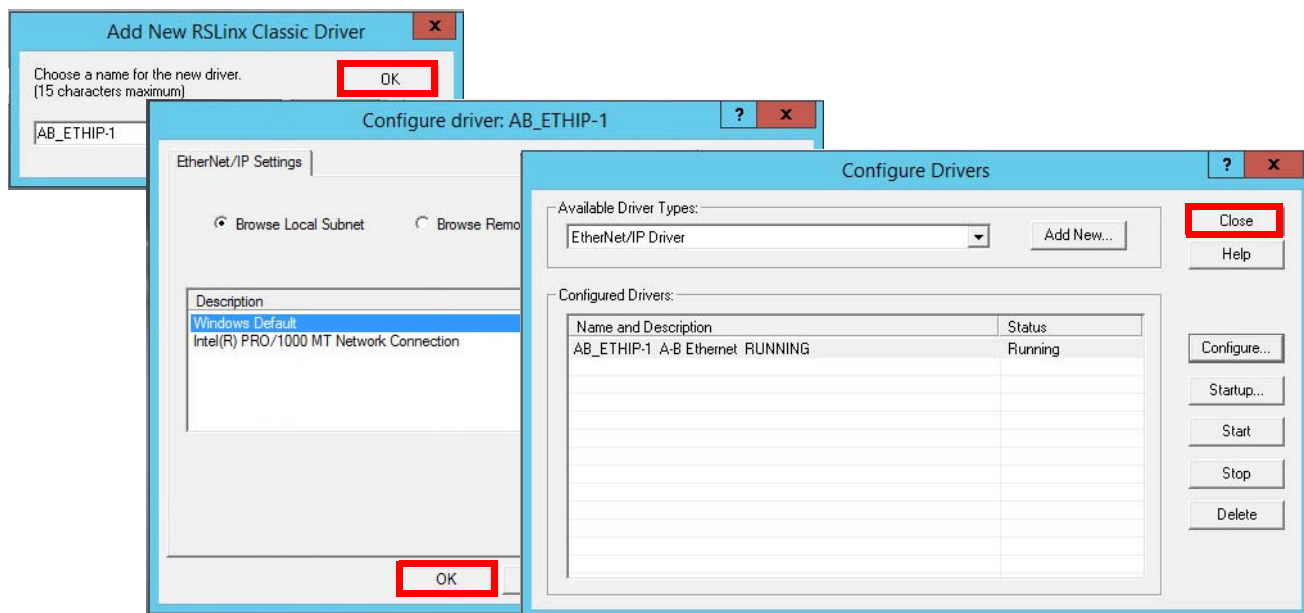 Add New RSLinx Classic Driver
x
Choose a name for the new driver.
(15 characters maximum)
OK
AB_ETHIP-1
Configure driver: AB_ETHIP-1
?
x
EtherNet/IP Settings
Browse Local Subnet
Browse Remo
Description
Windows Default
Intel(R) PRO/1000 MT Network Connection
OK
Configure Drivers
?
x
Available Driver Types:
EtherNet/IP Driver
Add New...
Close
Help
Configured Drivers:
Name and Description Status
AB_ETHIP-1 A-B Ethernet RUNNING Running
Configure...
Startup...
Start
Stop
Delete